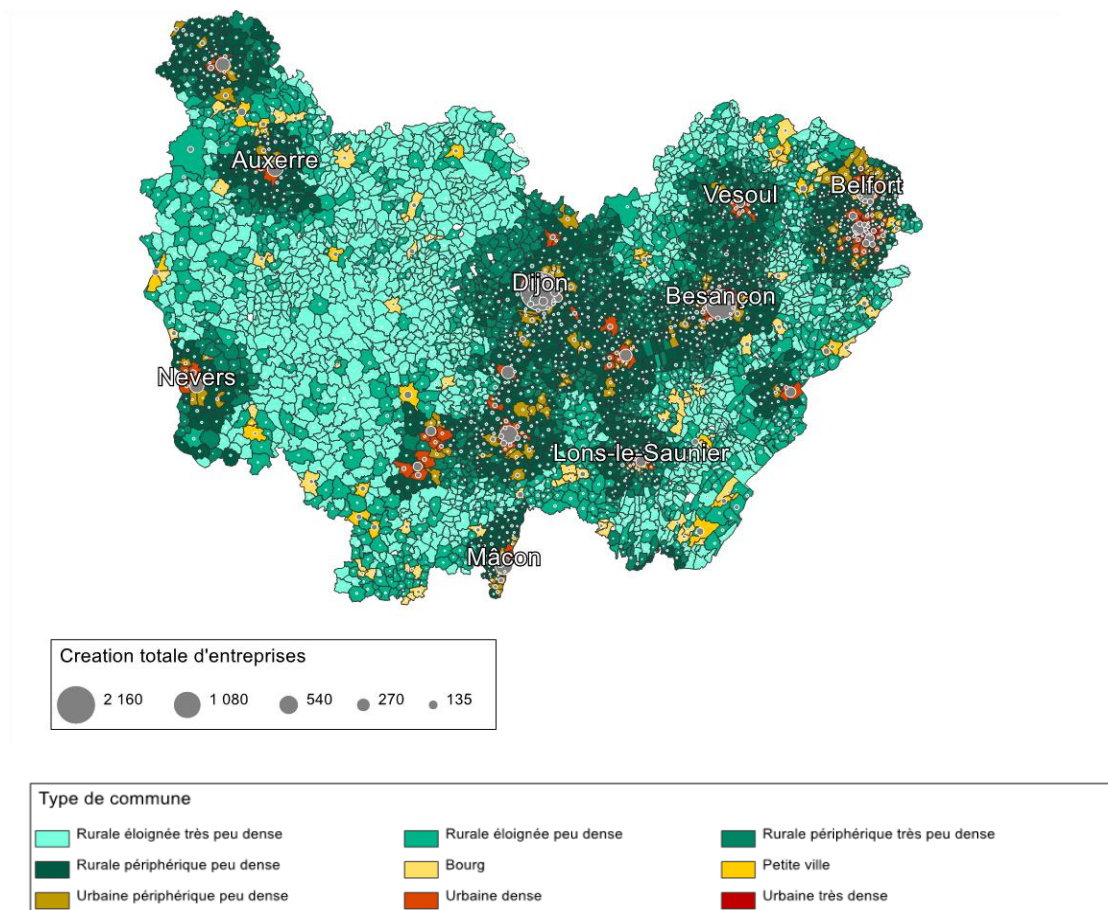 Auxerre
Vesoul
Belfort
Dijon
Besançon
Nevers
Lons-le-Saunier
Mâcon
Creation totale d'entreprises
2 160 1 080 540 270 135
Type de commune
Rurale éloignée très peu dense Rurale éloignée peu dense Rurale périphérique très peu dense
Rurale périphérique peu dense Bourg Petite ville
Urbaine périphérique peu dense Urbaine dense Urbaine très dense